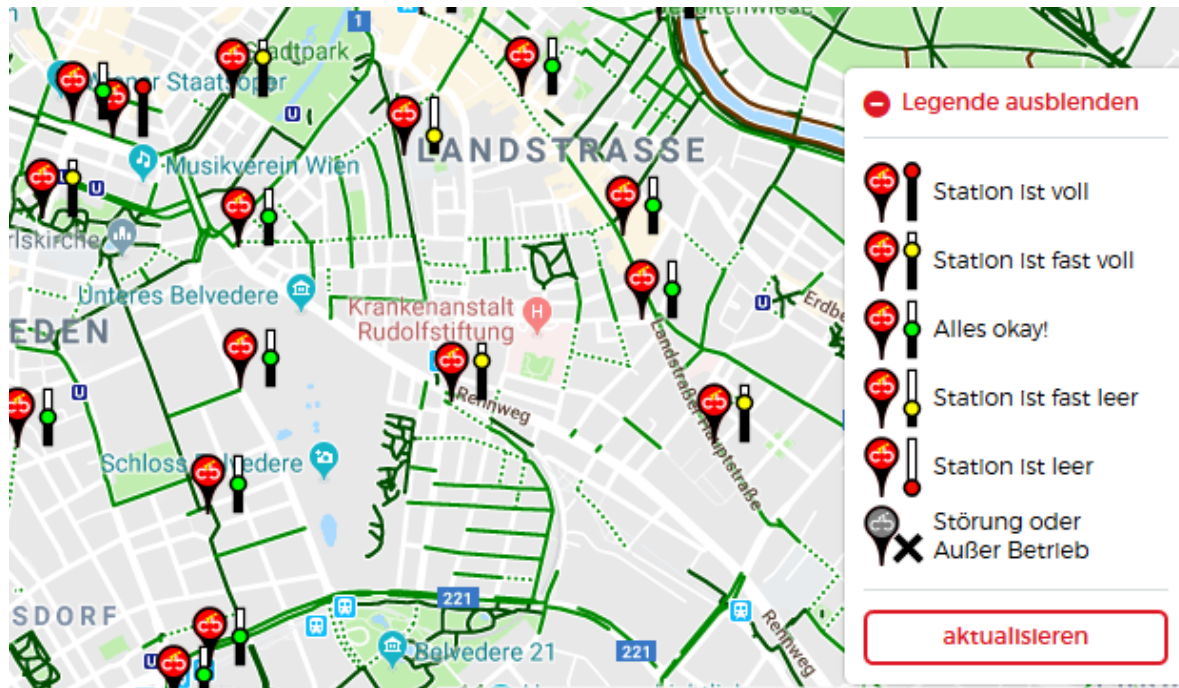 1
Stadtpark
Wiener Staatsoper
U
LANDSTRASSE
Musikverein Wien
U
U
rlskirche
Unteres Belvedere
Krankenanstalt
Rudolfstiftung
H
U
Erdbe
EDEN
U
Landstraßer Hauptstraße
Rennweg
Schloss Belvedere
221
SDORF
Rennweg
Belvedere 21
221
U
Legende ausblenden
Station ist voll
Station ist fast voll
Alles okay!
Station ist fast leer
Station ist leer
Störung oder
Außer Betrieb
aktualisieren